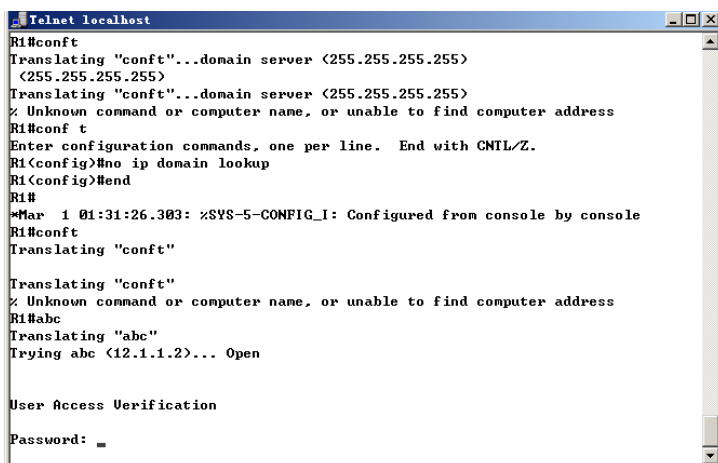 Telnet localhost
R1#conft
Translating "conft"...domain server (255.255.255.255)
 (255.255.255.255)
Translating "conft"...domain server (255.255.255.255)
% Unknown command or computer name, or unable to find computer address
R1#conf t
Enter configuration commands, one per line.  End with CNTL/Z.
R1(config)#no ip domain lookup
R1(config)#end
R1#
*Mar  1 01:31:26.303: %SYS-5-CONFIG_I: Configured from console by console
R1#conft
Translating "conft"

Translating "conft"
% Unknown command or computer name, or unable to find computer address
R1#abc
Translating "abc"
Trying abc (12.1.1.2)... Open


User Access Verification

Password: _